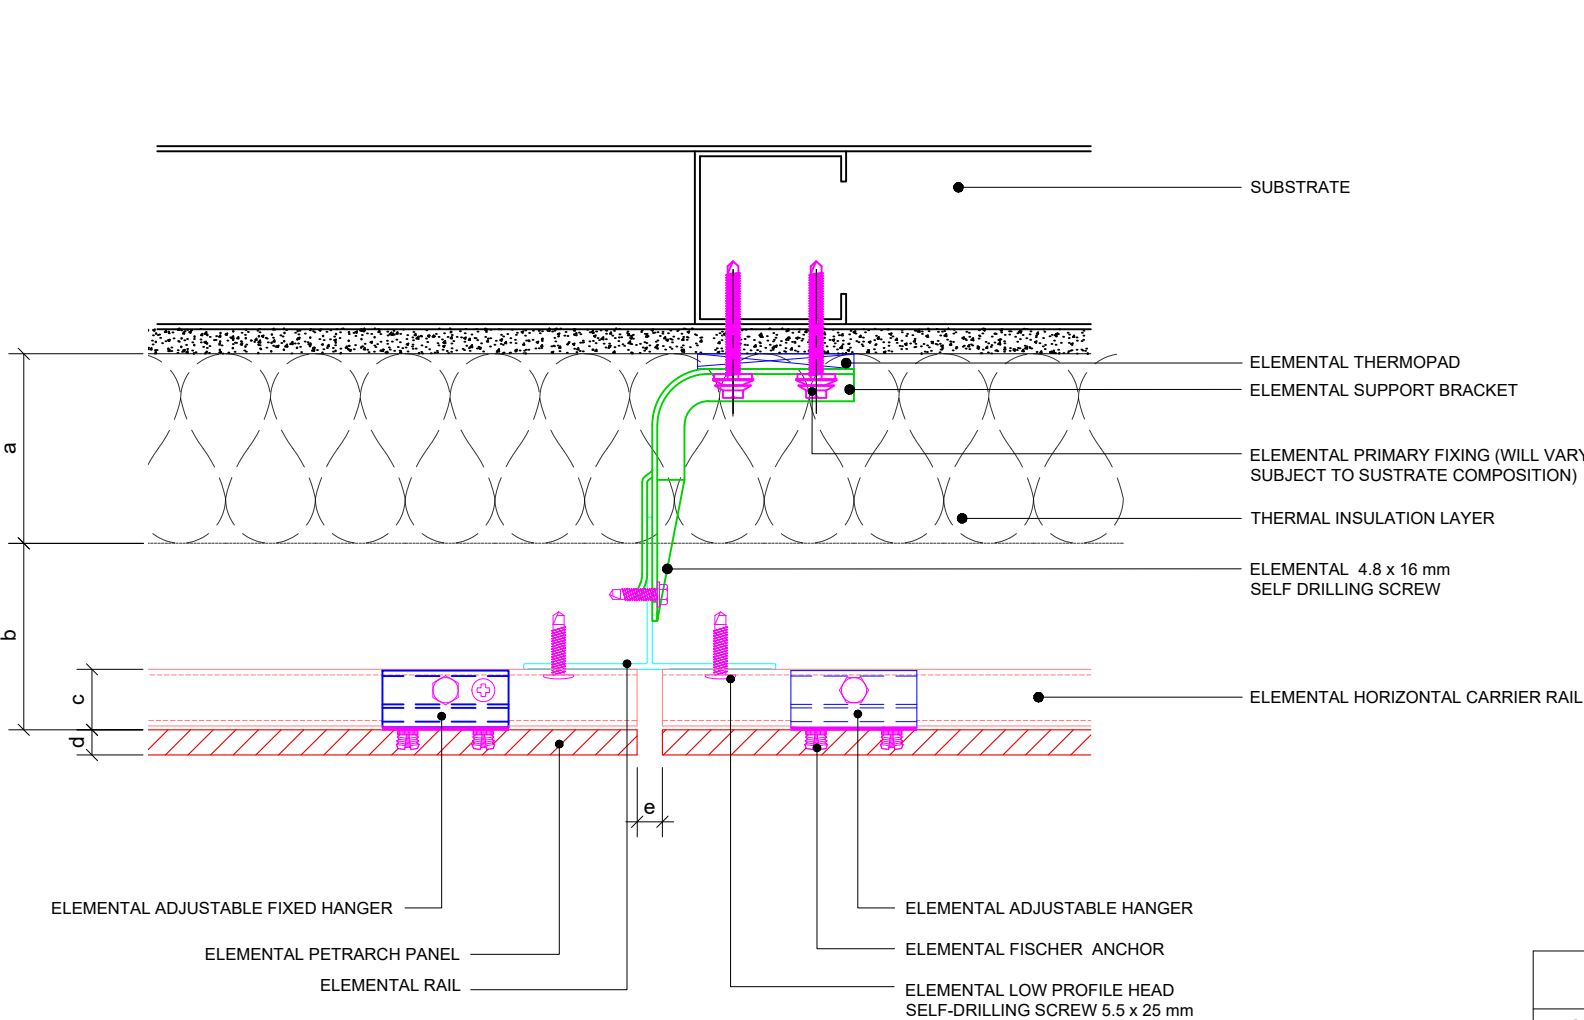 SUBSTRATE
ELEMENTAL THERMOPAD
ELEMENTAL SUPPORT BRACKET
ELEMENTAL PRIMARY FIXING (WILL VARY
SUBJECT TO SUSTRATE COMPOSITION)
THERMAL INSULATION LAYER
ELEMENTAL 4.8 x 16 mm
SELF DRILLING SCREW
ELEMENTAL HORIZONTAL CARRIER RAIL
a
b
c
d
e
ELEMENTAL ADJUSTABLE FIXED HANGER
ELEMENTAL PETRARCH PANEL
ELEMENTAL RAIL
ELEMENTAL ADJUSTABLE HANGER
ELEMENTAL FISCHER ANCHOR
ELEMENTAL LOW PROFILE HEAD
SELF-DRILLING SCREW 5.5 x 25 mm